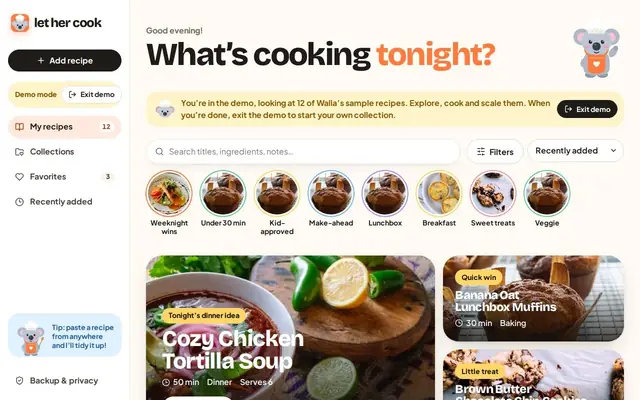 let her cook
+ Add recipe
Demo mode
Exit demo
My recipes
12
Collections
Favorites
3
Recently added
Tip: paste a recipe
from anywhere
and I'll tidy it up!
Backup & privacy
Good evening!
What's cooking tonight?
You're in the demo, looking at 12 of Walla's sample recipes. Explore, cook and scale them. When
you're done, exit the demo to start your own collection.
Exit demo
Search titles, ingredients, notes...
Filters
Recently added
Weeknight
wins
Under 30 min
Kid-
approved
Make-ahead
Lunchbox
Breakfast
Sweet treats
Veggie
Tonight's dinner idea
Cozy Chicken
Tortilla Soup
50 min
Dinner
Serves 6
Quick win
Banana Oat
Lunchbox Muffins
30 min
Baking
Little treat
Brown Butter
Chocolate Chip Cookies